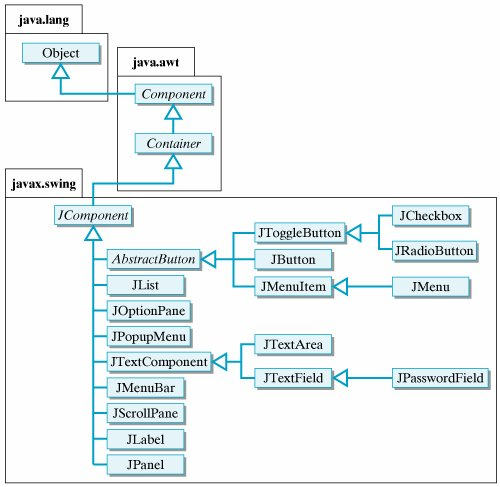 java.lang
Object
java.awt
Component
Container
javax.swing
JComponent
AbstractButton
JToggleButton
JCheckbox
JRadioButton
JButton
JMenuItem
JMenu
JList
JOptionPane
JPopupMenu
JTextComponent
JTextArea
JTextField
JPasswordField
JMenuBar
JScrollPane
JLabel
JPanel